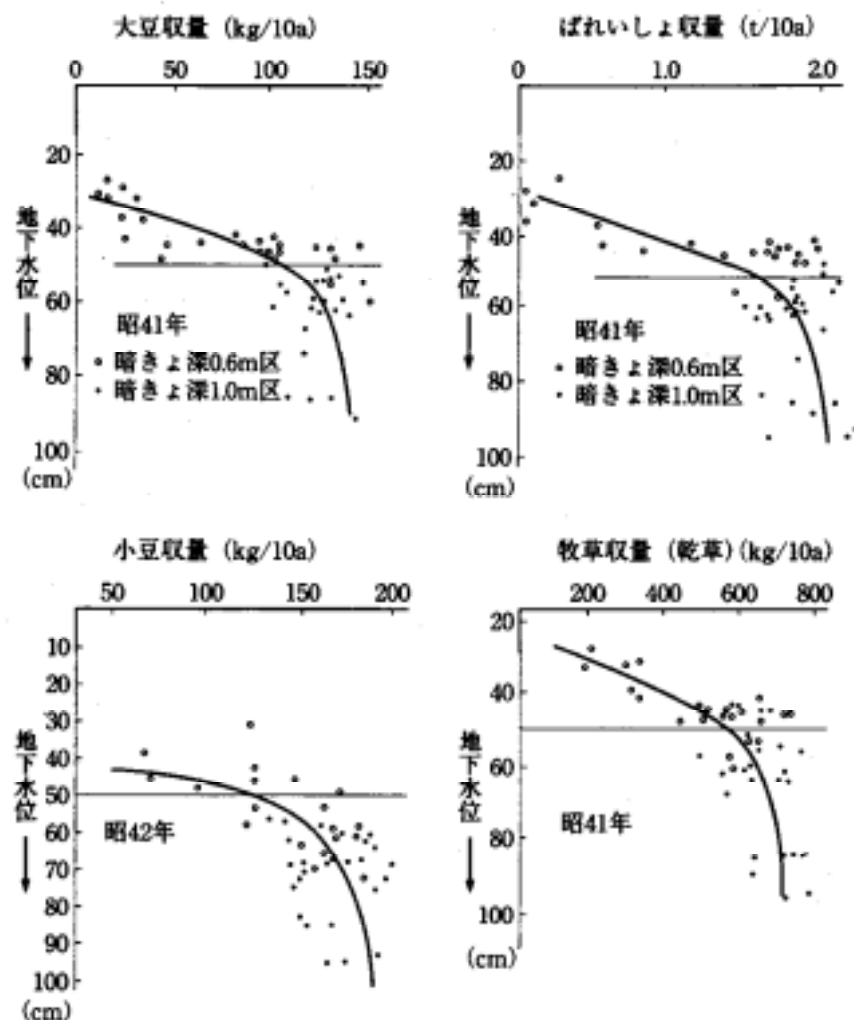 大豆収量 (kg/10a)
0 50 100 150
20
40
60
80
100
(cm)
地下水位
昭41年
暗きょ深0.6m区
暗きょ深1.0m区
ばれいしょ収量 (t/10a)
0 1.0 2.0
20
40
60
80
100
(cm)
地下水位
昭41年
暗きょ深0.6m区
暗きょ深1.0m区
小豆収量 (kg/10a)
50 100 150 200
10
20
30
40
50
60
70
80
90
100
(cm)
地下水位
昭42年
牧草収量 (乾草)(kg/10a)
200 400 600 800
20
40
60
80
100
(cm)
地下水位
昭41年